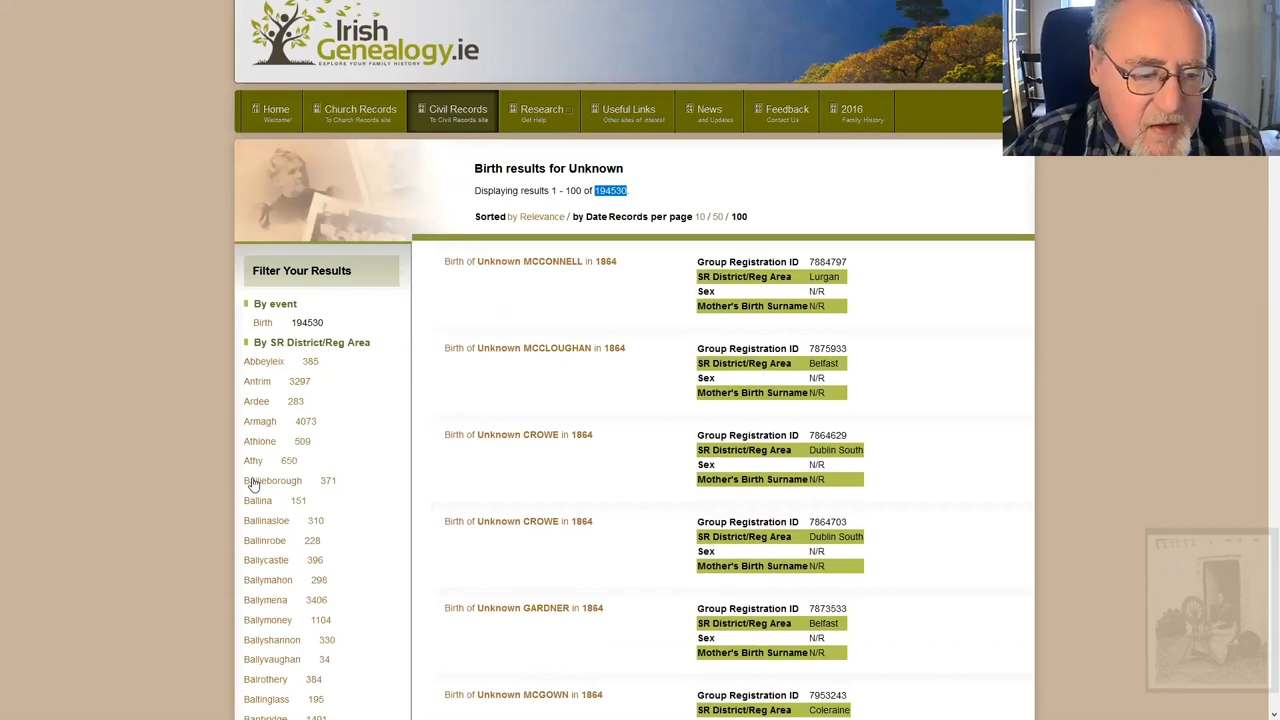 Irish
Genealogy.ie
EXPLORE YOUR FAMILY HISTORY
Home
Welcome!
Church Records
To Church Records site
Civil Records
To Civil Records site
Research
Get Help
Useful Links
Other sites of interest
News
and Updates
Feedback
Contact Us
2016
Family History
Birth results for Unknown
Displaying results 1 - 100 of 194530
Sorted by Relevance / by Date Records per page 10 / 50 / 100
Filter Your Results
By event
Birth 194530
By SR District/Reg Area
Abbeyleix 385
Antrim 3297
Ardee 283
Armagh 4073
Athlone 509
Athy 650
Bailieborough 371
Ballina 151
Ballinasloe 310
Ballinrobe 228
Ballycastle 396
Ballymahon 298
Ballymena 3406
Ballymoney 1104
Ballyshannon 330
Ballyvaughan 34
Balrothery 384
Baltinglass 195
Banbridge 1491
Birth of Unknown MCCONNELL in 1864
Group Registration ID 7884797
SR District/Reg Area Lurgan
Sex N/R
Mother's Birth Surname N/R
Birth of Unknown MCCLOUGHAN in 1864
Group Registration ID 7875933
SR District/Reg Area Belfast
Sex N/R
Mother's Birth Surname N/R
Birth of Unknown CROWE in 1864
Group Registration ID 7864629
SR District/Reg Area Dublin South
Sex N/R
Mother's Birth Surname N/R
Birth of Unknown CROWE in 1864
Group Registration ID 7864703
SR District/Reg Area Dublin South
Sex N/R
Mother's Birth Surname N/R
Birth of Unknown GARDNER in 1864
Group Registration ID 7873533
SR District/Reg Area Belfast
Sex N/R
Mother's Birth Surname N/R
Birth of Unknown MCGOWN in 1864
Group Registration ID 7953243
SR District/Reg Area Coleraine